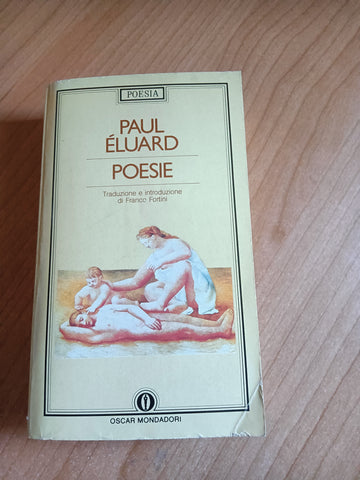 POESIA
PAUL
ÉLUARD
POESIE
Traduzione e introduzione
di Franco Fortini
OSCAR MONDADORI